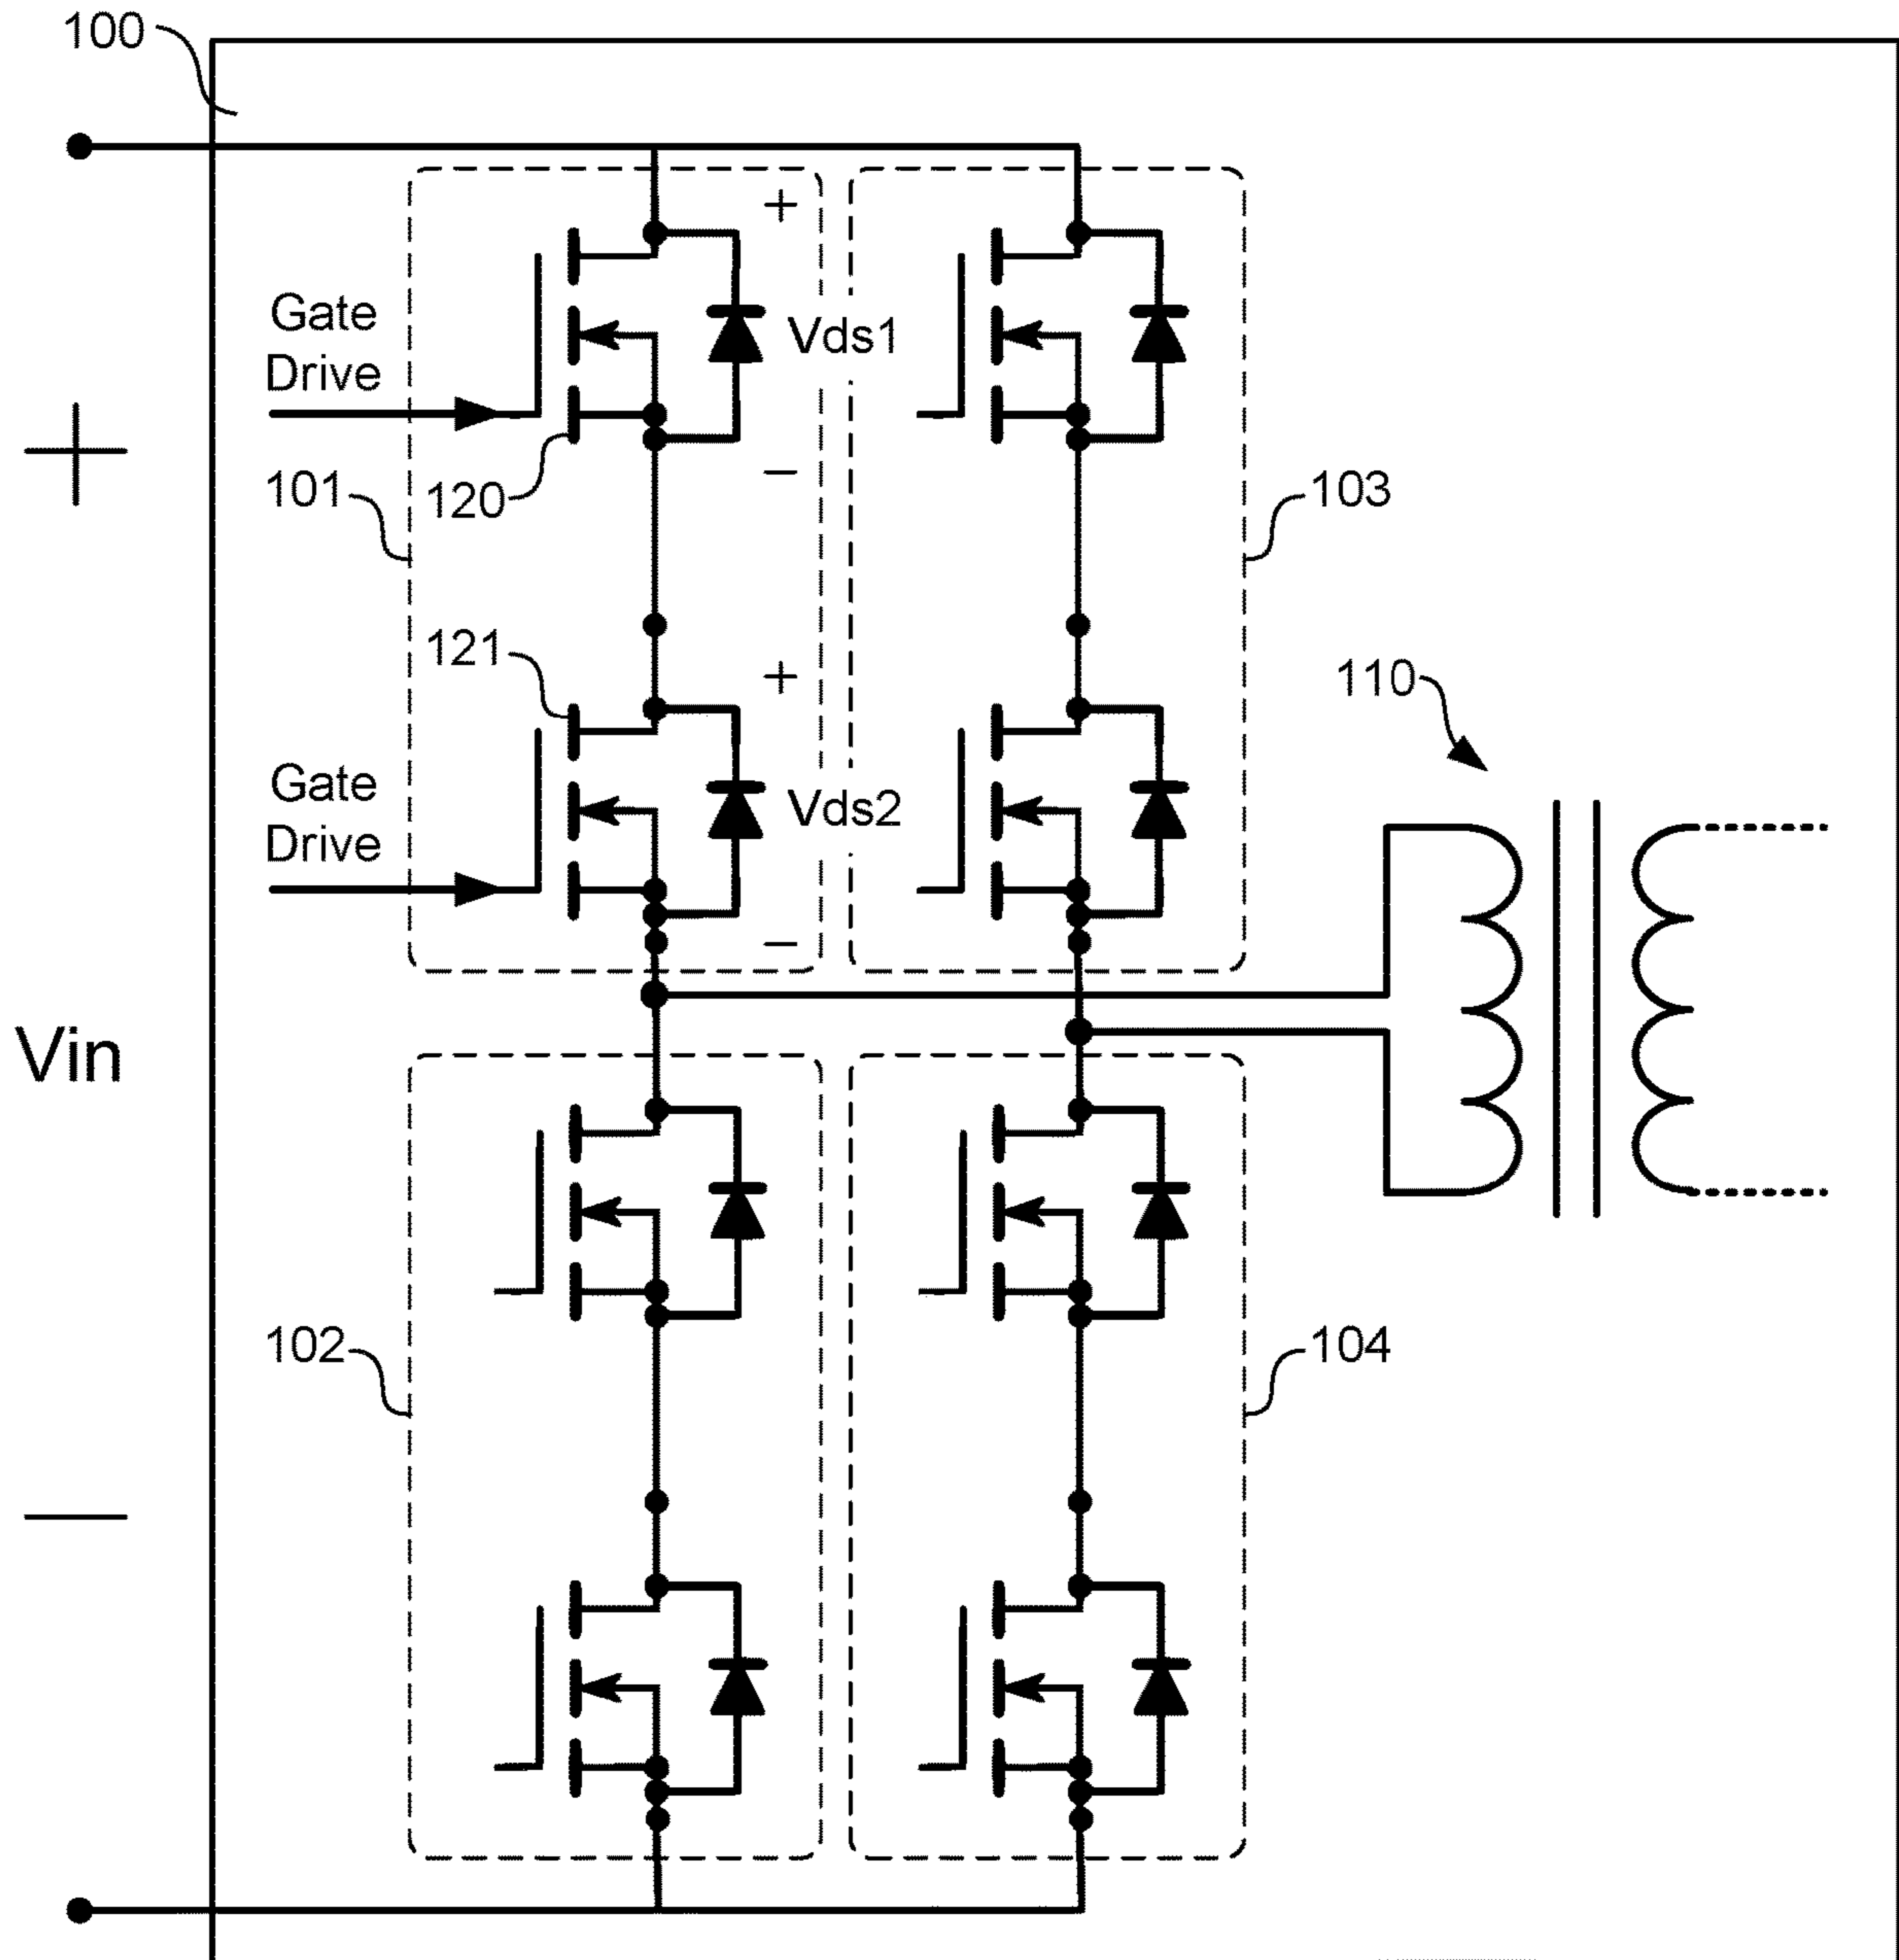 100
+
Gate
Drive
Vds1
–
101
120
103
121
+
110
Gate
Drive
Vds2
–
+
Vin
–
102
104